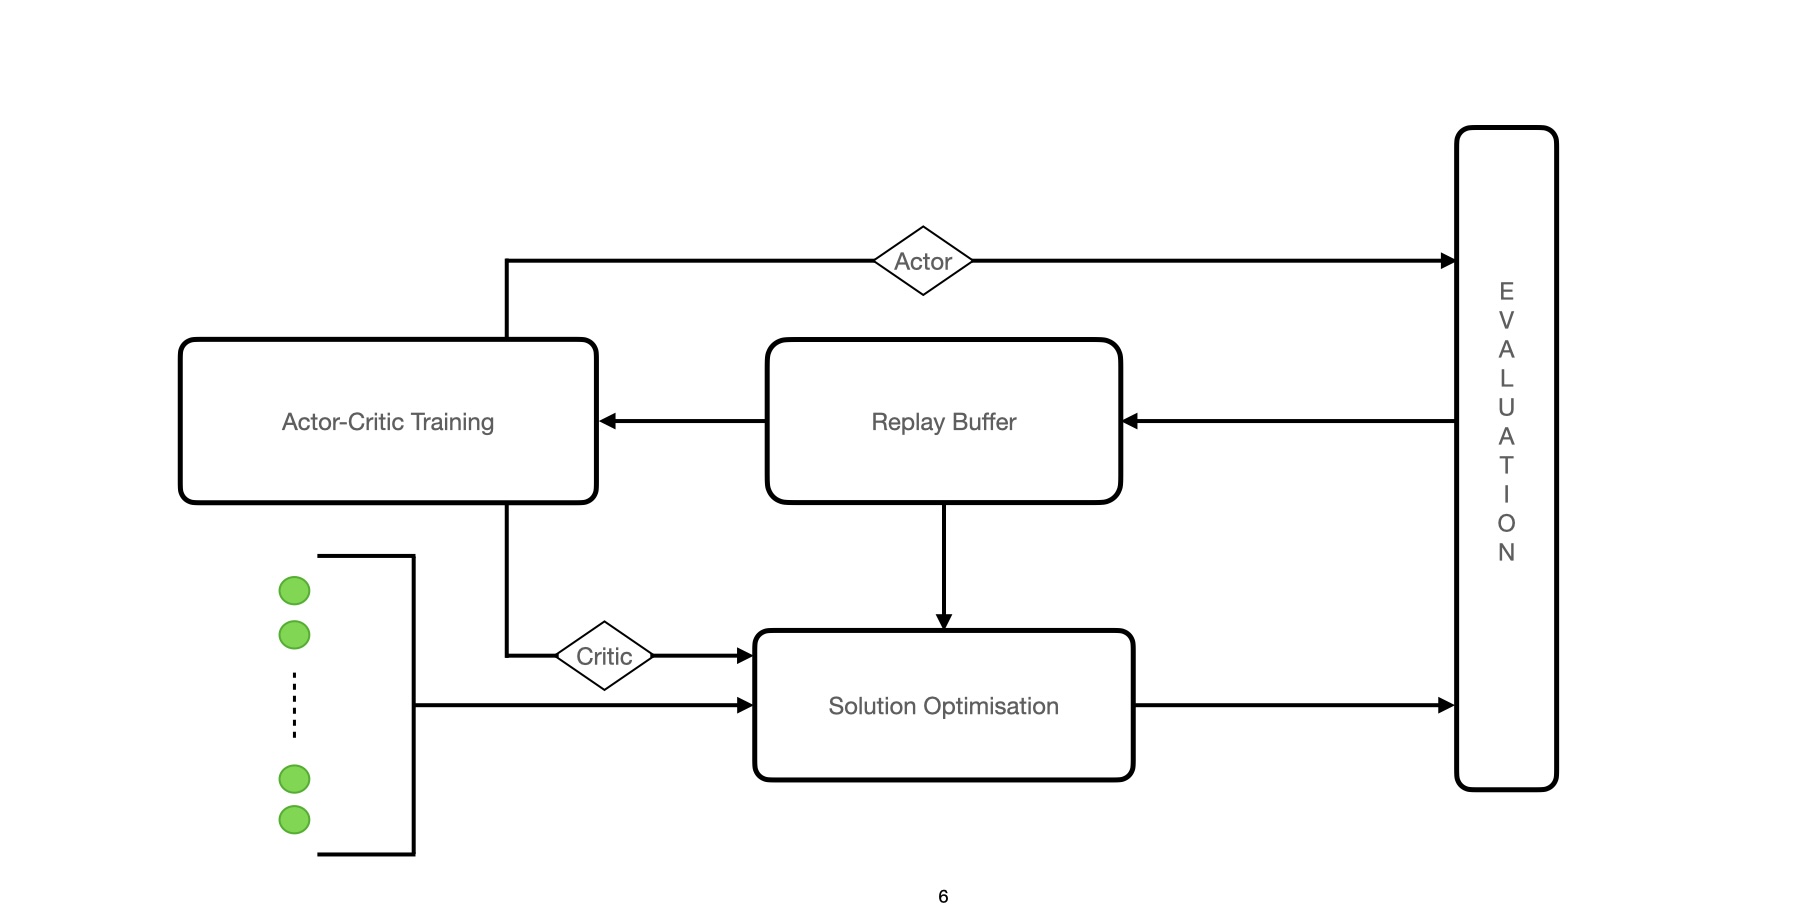 Actor
Actor-Critic Training
Replay Buffer
E
V
A
L
U
A
T
I
O
N
Critic
Solution Optimisation
6